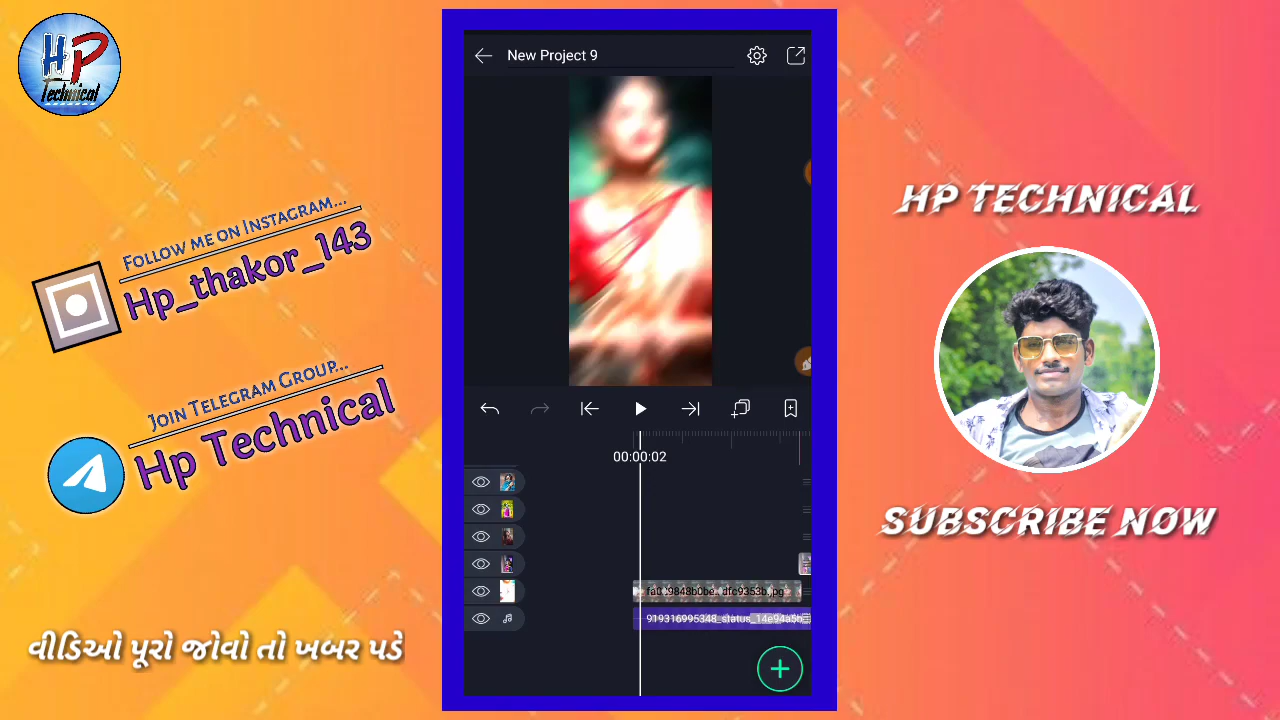 HP
Technical
Follow me on Instagram...
Hp_thakor_143
Join Telegram Group...
Hp Technical
વીડિઓ પૂરો જોવો તો ખબર પડે
New Project 9
00:00:02
919316995348_status_14e94a5b
HP TECHNICAL
SUBSCRIBE NOW